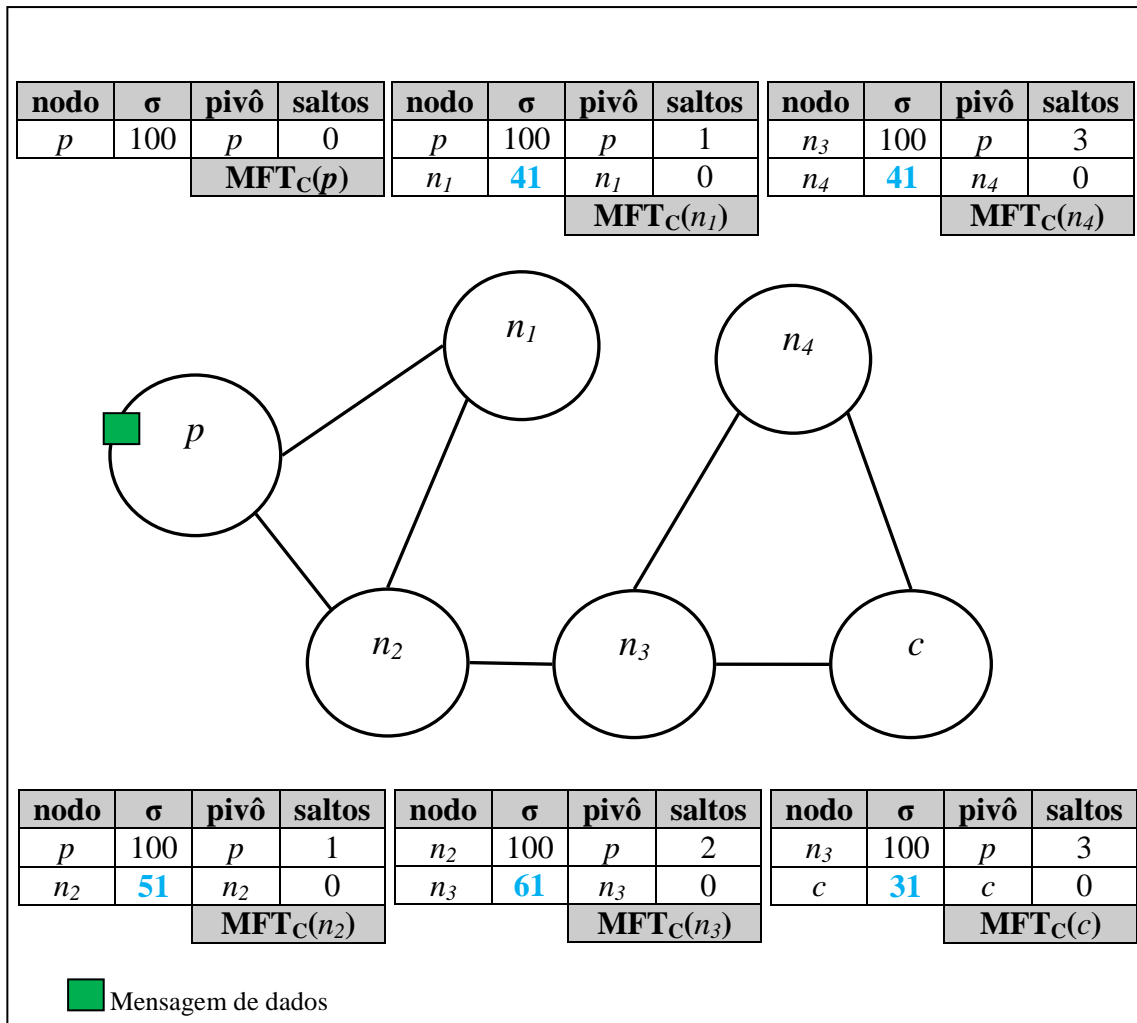 nodo σ pivô saltos
p 100 p 0
MFTC(p)
nodo σ pivô saltos
p 100 p 1
n1 41 n1 0
MFTC(n1)
nodo σ pivô saltos
n3 100 p 3
n4 41 n4 0
MFTC(n4)
n1
n4
p
n2
n3
c
nodo σ pivô saltos
p 100 p 1
n2 51 n2 0
MFTC(n2)
nodo σ pivô saltos
n2 100 p 2
n3 61 n3 0
MFTC(n3)
nodo σ pivô saltos
n3 100 p 3
c 31 c 0
MFTC(c)
Mensagem de dados